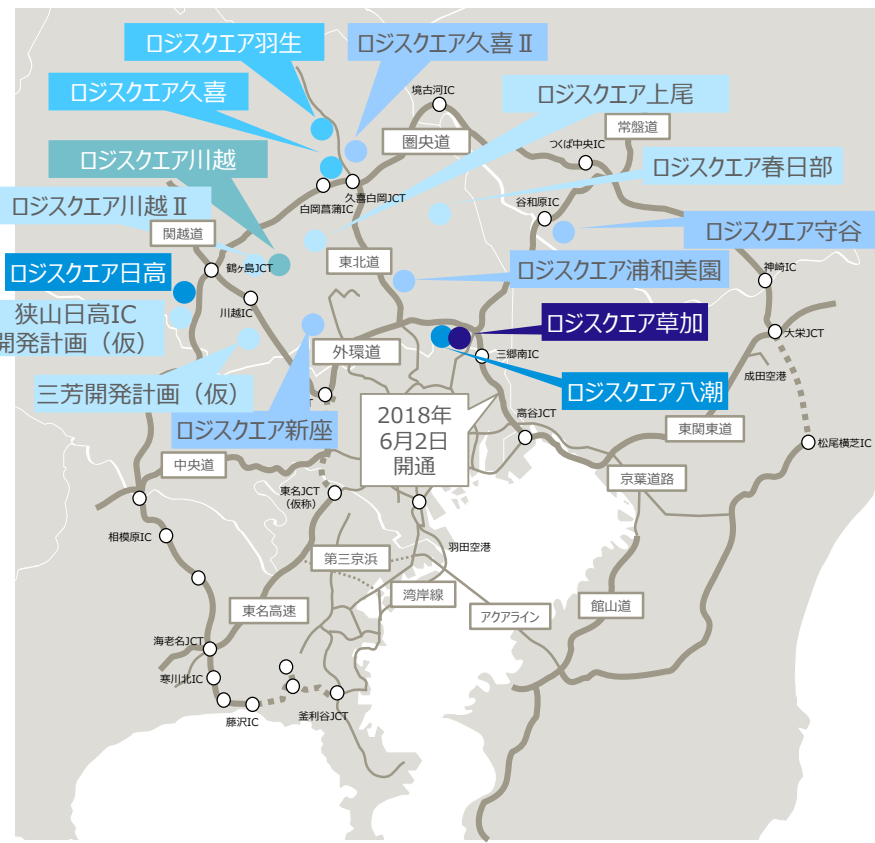 ロジスクエア羽生
ロジスクエア久喜Ⅱ
ロジスクエア久喜
境古河IC
ロジスクエア上尾
常盤道
圏央道
つくば中央IC
ロジスクエア川越
ロジスクエア春日部
久喜白岡JCT
白岡菖蒲IC
谷和原IC
ロジスクエア川越Ⅱ
関越道
ロジスクエア守谷
東北道
ロジスクエア浦和美園
ロジスクエア日高
鶴ヶ島JCT
神崎IC
川越IC
狭山日高IC
開発計画（仮）
ロジスクエア草加
大栄JCT
外環道
三郷南IC
成田空港
三芳開発計画（仮）
ロジスクエア八潮
T
ロジスクエア新座
2018年
6月2日
開通
高谷JCT
東関東道
松尾横芝IC
中央道
京葉道路
東名JCT
（仮称）
相模原IC
羽田空港
第三京浜
湾岸線
東名高速
アクアライン
館山道
海老名JCT
寒川北IC
藤沢IC
釜利谷JCT